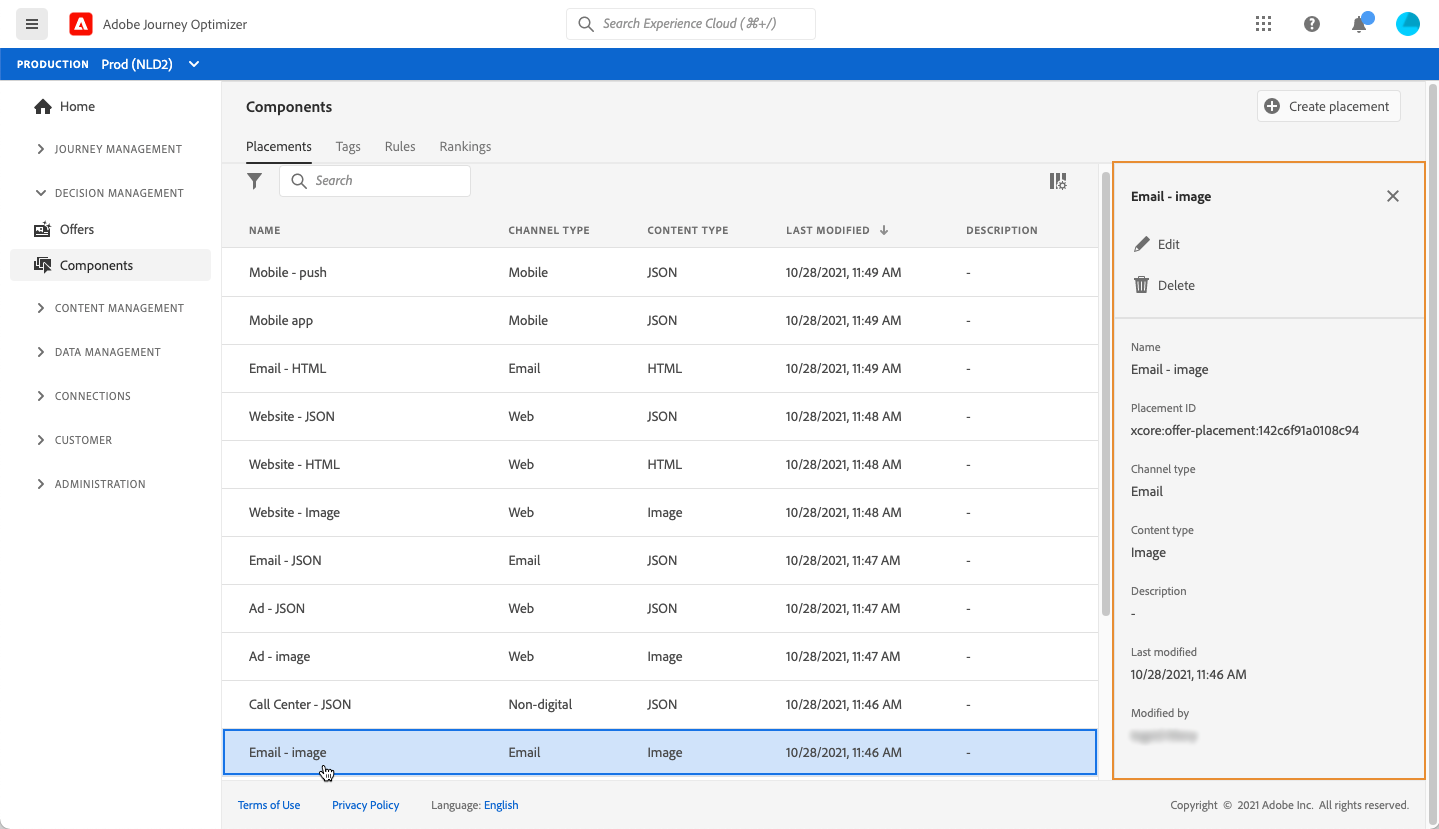 Adobe Journey Optimizer
Search Experience Cloud (⌘+/)
PRODUCTION Prod (NLD2)
Home
JOURNEY MANAGEMENT
DECISION MANAGEMENT
Offers
Components
CONTENT MANAGEMENT
DATA MANAGEMENT
CONNECTIONS
CUSTOMER
ADMINISTRATION
Components
Create placement
Placements Tags Rules Rankings
Search
NAME CHANNEL TYPE CONTENT TYPE LAST MODIFIED DESCRIPTION
Mobile - push Mobile JSON 10/28/2021, 11:49 AM -
Mobile app Mobile JSON 10/28/2021, 11:49 AM -
Email - HTML Email HTML 10/28/2021, 11:49 AM -
Website - JSON Web JSON 10/28/2021, 11:48 AM -
Website - HTML Web HTML 10/28/2021, 11:48 AM -
Website - Image Web Image 10/28/2021, 11:48 AM -
Email - JSON Email JSON 10/28/2021, 11:47 AM -
Ad - JSON Web JSON 10/28/2021, 11:47 AM -
Ad - image Web Image 10/28/2021, 11:47 AM -
Call Center - JSON Non-digital JSON 10/28/2021, 11:46 AM -
Email - image Email Image 10/28/2021, 11:46 AM -
Email - image
Edit
Delete
Name
Email - image
Placement ID
xcore:offer-placement:142c6f91a0108c94
Channel type
Email
Content type
Image
Description
-
Last modified
10/28/2021, 11:46 AM
Modified by
Terms of Use Privacy Policy Language: English
Copyright © 2021 Adobe Inc. All rights reserved.